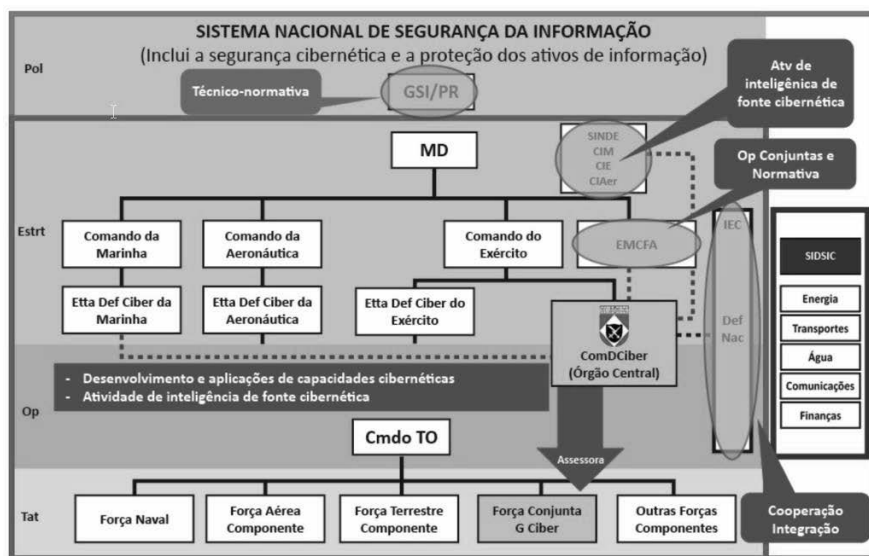 SISTEMA NACIONAL DE SEGURANÇA DA INFORMAÇÃO
(Inclui a segurança cibernética e a proteção dos ativos de informação)
Pol
Técnico-normativa
GSI/PR
Atv de
inteligênica de
fonte cibernética
MD
SINDE
CIM
CIE
CIAer
Op Conjuntas e
Normativa
Estrt
Comando da
Marinha
Comando da
Aeronáutica
Comando do
Exército
EMCFA
IEC
SIDSIC
Etta Def Ciber da
Marinha
Etta Def Ciber da
Aeronáutica
Etta Def Ciber do
Exército
ComDCiber
(Órgão Central)
Def
Nac
Energia
Transportes
Água
Comunicações
Finanças
- Desenvolvimento e aplicações de capacidades cibernéticas
- Atividade de inteligência de fonte cibernética
Op
Cmdo TO
Assessora
Tat
Força Naval
Força Aérea
Componente
Força Terrestre
Componente
Força Conjunta
G Ciber
Outras Forças
Componentes
Cooperação
Integração